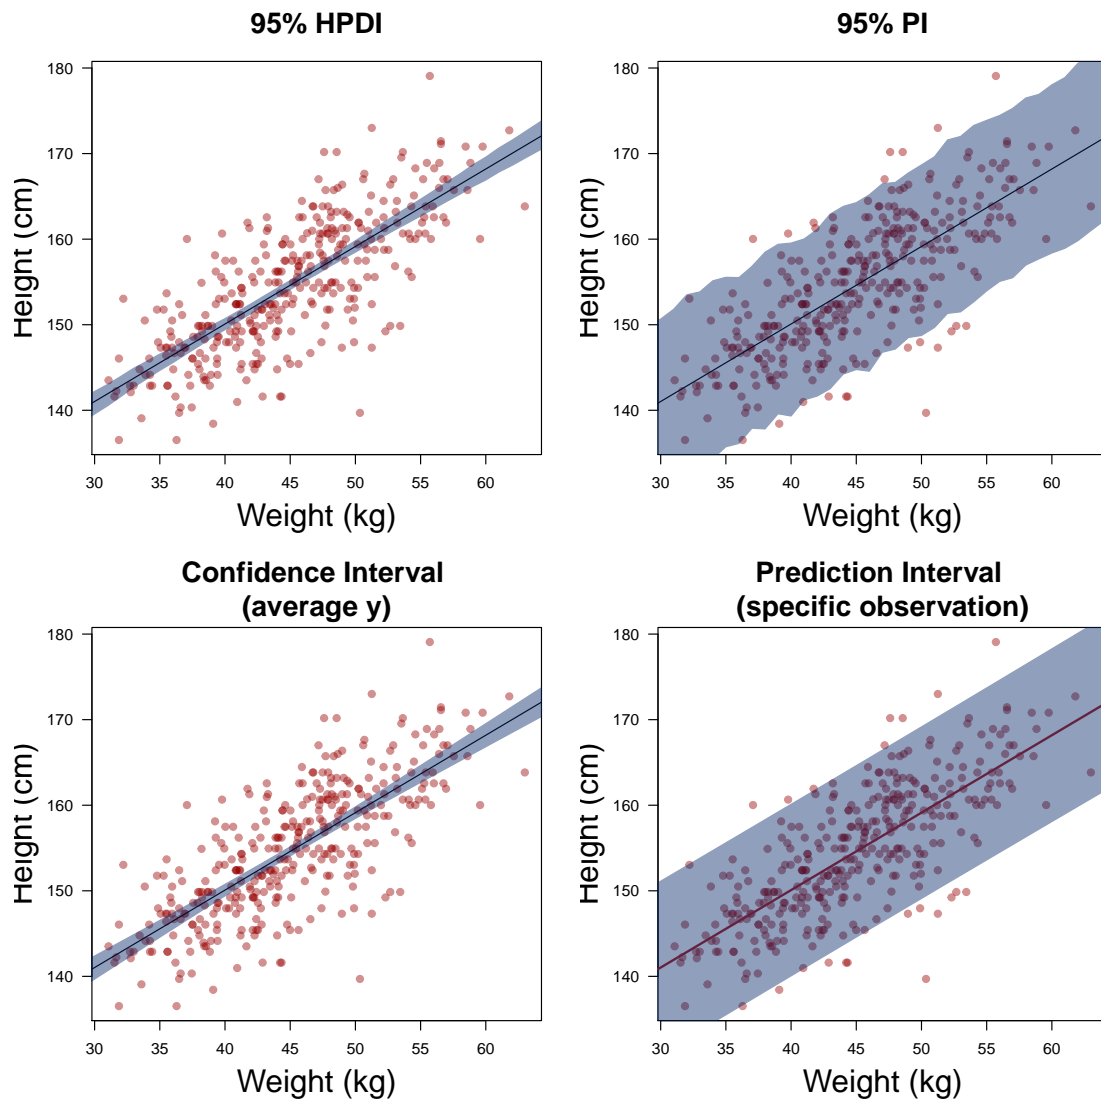 95% HPDI
180
170
160
150
140
Height (cm)
30 35 40 45 50 55 60
Weight (kg)
95% PI
180
170
160
150
140
Height (cm)
30 35 40 45 50 55 60
Weight (kg)
Confidence Interval
(average y)
180
170
160
150
140
Height (cm)
30 35 40 45 50 55 60
Weight (kg)
Prediction Interval
(specific observation)
180
170
160
150
140
Height (cm)
30 35 40 45 50 55 60
Weight (kg)